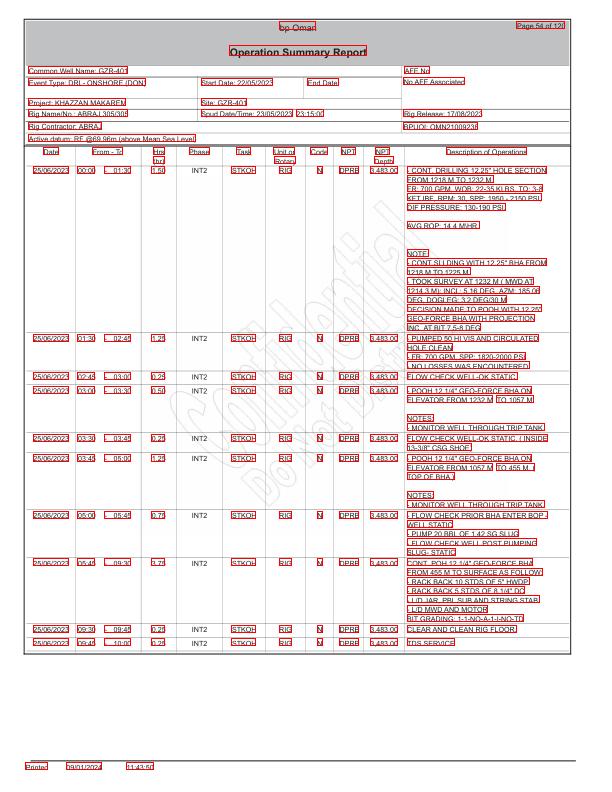 bp Oman
Page 54 of 120
Operation Summary Report
Common Well Name: GZR-401
AFE No
Event Type: DRL- ONSHORE (DON)
Start Date: 22/05/2023
End Date:
No AFE Associated
Project: KHAZZAN MAKAREM
Site: GZR-401
Rig Name/No.: ABRAJ 305/305
Spud Date/Time: 23/05/2023 23:15:00
Rig Release: 17/08/2023
Rig Contractor: ABRAJ
BPUOI: OMN21009236
Active datum: RF @69.96m (above Mean Sea Level)
Date From - To Hrs (hr) Phase Task Unit or Rotary Code NPT NPT Depth Description of Operations
25/06/2023 00:00 - 01:30 1.50 INT2 STKOH RIG N DPRB 3,483.00 - CONT. DRILLING 12.25" HOLE SECTION
FROM 1218 M TO 1232 M
FR: 700 GPM, WOB: 22-35 KLBS, TQ: 3-8
KFT.lBF, RPM: 30, SPP: 1950 - 2150 PSI,
DIF PRESSURE: 130-190 PSI
AVG ROP: 14.4 M\HR.
NOTE:
- CONT SLLDING WITH 12.25" BHA FROM
1218 M TO 1225 M
- TOOK SURVEY AT 1232 M ( MWD AT
1214.3 M): INCL: 5.16 DEG, AZM: 185.06
DEG, DOGLEG: 3.2 DEG/30 M
DECISION MADE TO POOH WITH 12.25"
GEO-FORCE BHA WITH PROJECTION
INC. AT BIT 7.5-8 DEG
25/06/2023 01:30 - 02:45 1.25 INT2 STKOH RIG N DPRB 3,483.00 - PUMPED 50 HI VIS AND CIRCULATED
HOLE CLEAN
- FR: 700 GPM, SPP: 1820-2000 PSI
- NO LOSSES WAS ENCOUNTERED
25/06/2023 02:45 - 03:00 0.25 INT2 STKOH RIG N DPRB 3,483.00 FLOW CHECK WELL-OK STATIC.
25/06/2023 03:00 - 03:30 0.50 INT2 STKOH RIG N DPRB 3,483.00 - POOH 12 1/4" GEO-FORCE BHA ON
ELEVATOR FROM 1232 M TO 1057 M
NOTES:
- MONITOR WELL THROUGH TRIP TANK
25/06/2023 03:30 - 03:45 0.25 INT2 STKOH RIG N DPRB 3,483.00 FLOW CHECK WELL-OK STATIC. ( INSIDE
13-3/8" CSG SHOE)
25/06/2023 03:45 - 05:00 1.25 INT2 STKOH RIG N DPRB 3,483.00 - POOH 12 1/4" GEO-FORCE BHA ON
ELEVATOR FROM 1057 M TO 455 M. (
TOP OF BHA )
NOTES:
- MONITOR WELL THROUGH TRIP TANK
25/06/2023 05:00 - 05:45 0.75 INT2 STKOH RIG N DPRB 3,483.00 - FLOW CHECK PRIOR BHA ENTER BOP -
WELL STATIC
- PUMP 20 BBL OF 1.42 SG SLUG
- FLOW CHECK WELL POST PUMPING
SLUG- STATIC
25/06/2023 05:45 - 09:30 3.75 INT2 STKOH RIG N DPRB 3,483.00 CONT. POH 12 1/4" GEO-FORCE BHA
FROM 455 M TO SURFACE AS FOLLOW
- RACK BACK 10 STDS OF 5" HWDP
- RACK BACK 5 STDS OF 8 1/4" DC
- L/D JAR, PBL SUB AND STRING STAB
- L/D MWD AND MOTOR
BIT GRADING: 1-1-NO-A-1-I-NO-TD
25/06/2023 09:30 - 09:45 0.25 INT2 STKOH RIG N DPRB 3,483.00 CLEAR AND CLEAN RIG FLOOR.
25/06/2023 09:45 - 10:00 0.25 INT2 STKOH RIG N DPRB 3,483.00 TDS SERVICE
Confidential
Printed 09/01/2024 11:43:50